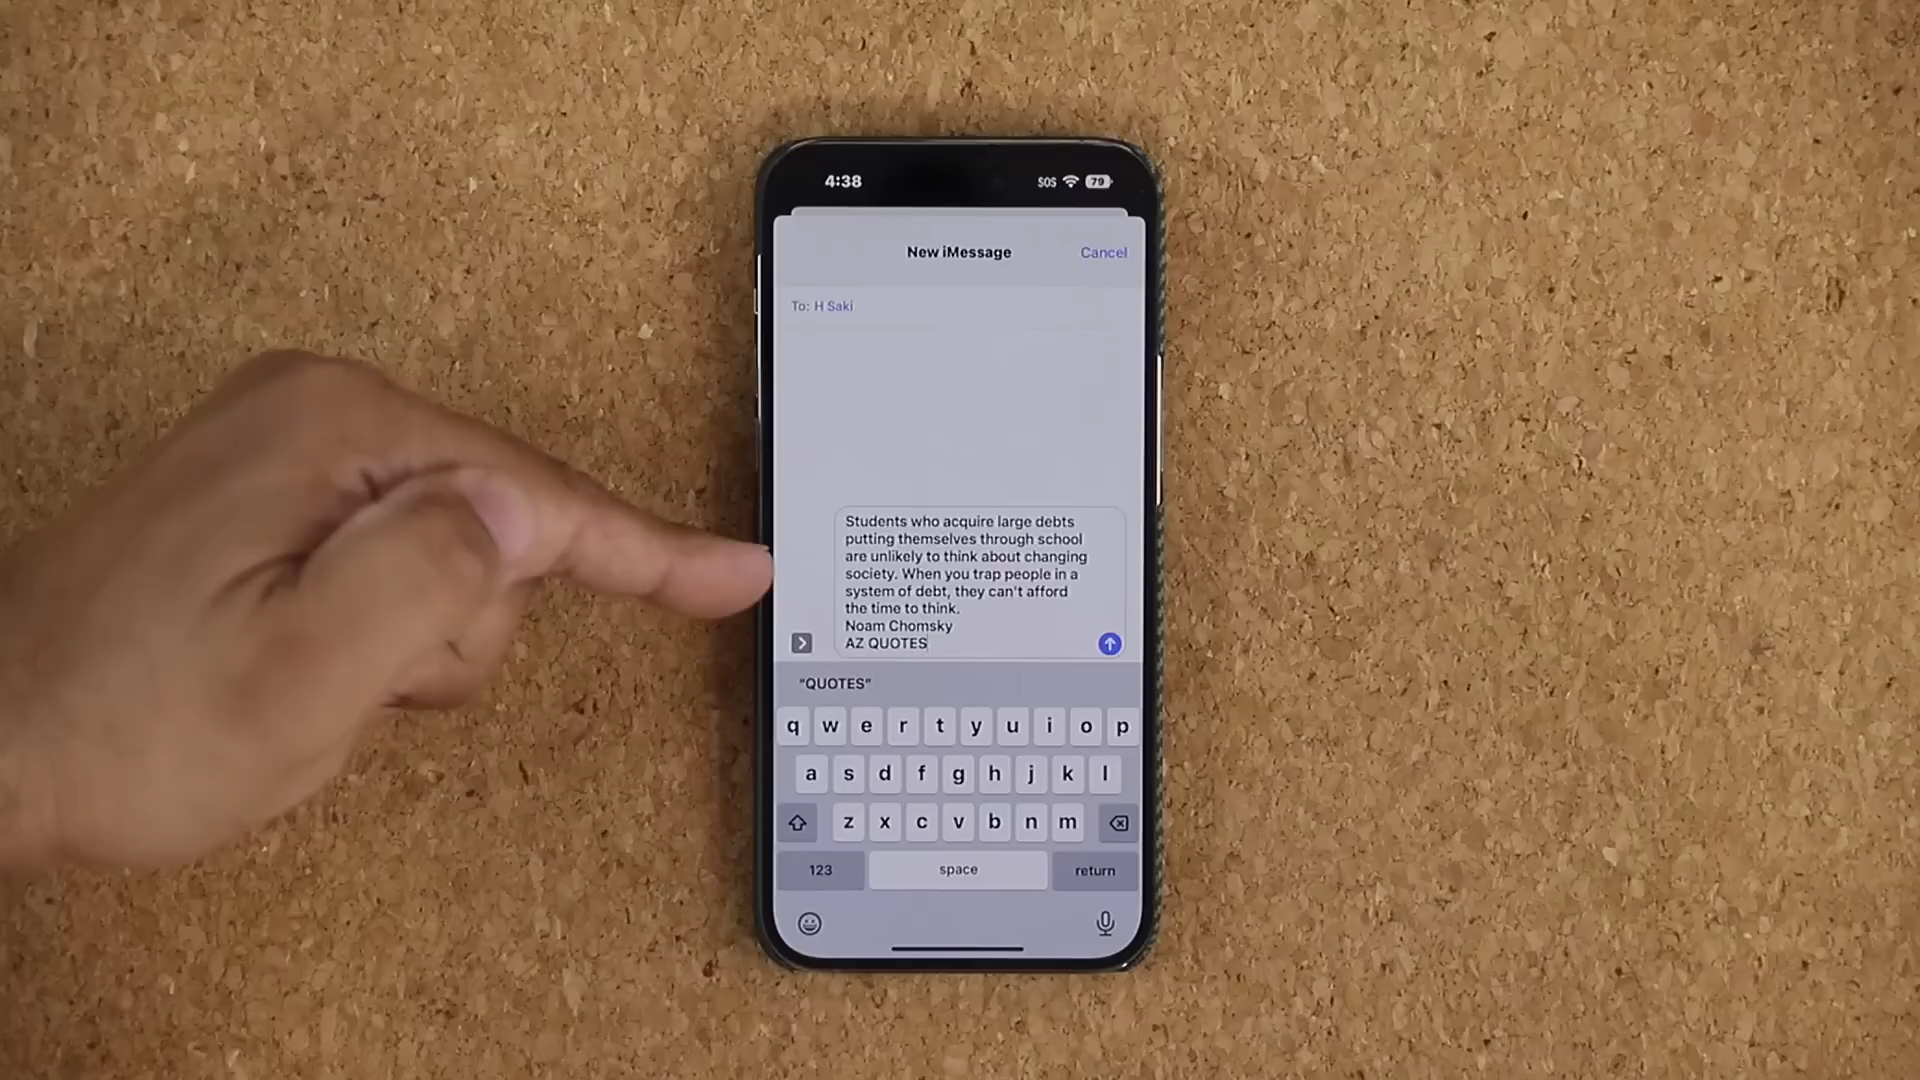 4:38 SOS 79
New iMessage Cancel
To: H Saki
Students who acquire large debts
putting themselves through school
are unlikely to think about changing
society. When you trap people in a
system of debt, they can't afford
the time to think.
Noam Chomsky
AZ QUOTES
“QUOTES”
q w e r t y u i o p
a s d f g h j k l
z x c v b n m
123 space return